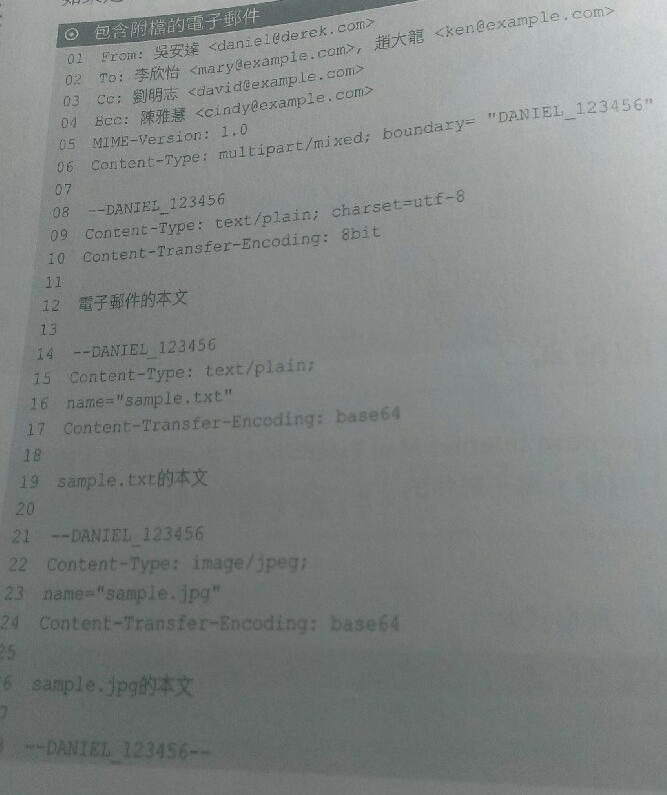 包含附檔的電子郵件
01 From: 吳安達 <daniel@derek.com>
02 To: 李欣怡 <mary@example.com>, 趙大龍 <ken@example.com>
03 Cc: 劉明志 <david@example.com>
04 Bcc: 陳雅慧 <cindy@example.com>
05 MIME-Version: 1.0
06 Content-Type: multipart/mixed; boundary= "DANIEL_123456"
07
08 --DANIEL_123456
09 Content-Type: text/plain; charset=utf-8
10 Content-Transfer-Encoding: 8bit
11
12 電子郵件的本文
13
14 --DANIEL_123456
15 Content-Type: text/plain;
16 name="sample.txt"
17 Content-Transfer-Encoding: base64
18
19 sample.txt的本文
20
21 --DANIEL_123456
22 Content-Type: image/jpeg;
23 name="sample.jpg"
24 Content-Transfer-Encoding: base64
25
6 sample.jpg的本文
7
--DANIEL_123456--